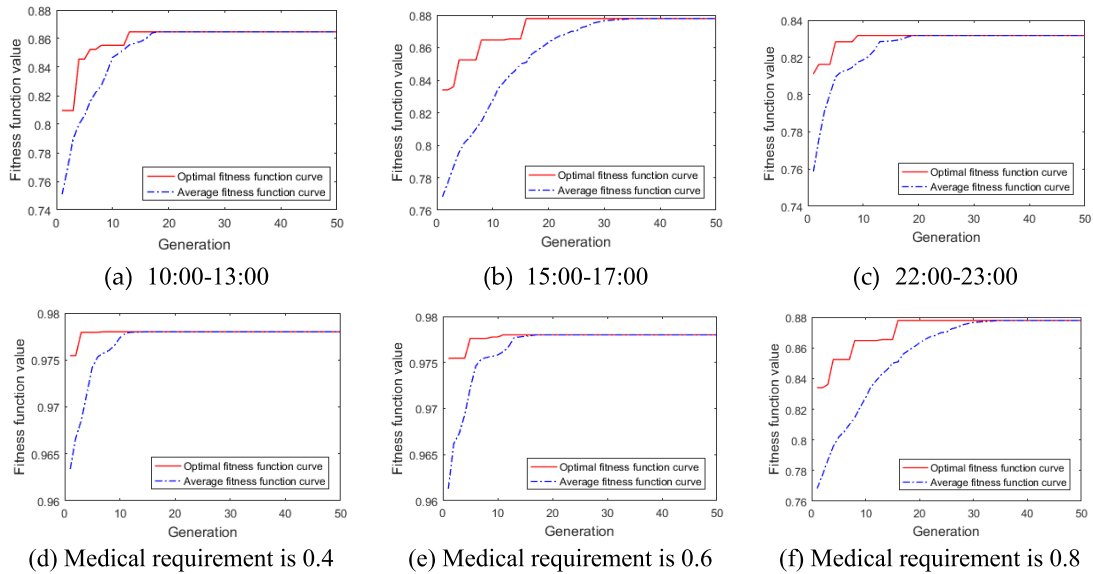 0.88
0.86
0.84
0.82
0.8
0.78
0.76
0.74
Fitness function value
Optimal fitness function curve
Average fitness function curve
0 10 20 30 40 50
Generation
(a) 10:00-13:00
0.88
0.86
0.84
0.82
0.8
0.78
0.76
Fitness function value
Optimal fitness function curve
Average fitness function curve
0 10 20 30 40 50
Generation
(b) 15:00-17:00
0.84
0.82
0.8
0.78
0.76
0.74
Fitness function value
Optimal fitness function curve
Average fitness function curve
0 10 20 30 40 50
Generation
(c) 22:00-23:00
0.98
0.975
0.97
0.965
0.96
Fitness function value
Optimal fitness function curve
Average fitness function curve
0 10 20 30 40 50
Generation
(d) Medical requirement is 0.4
0.98
0.975
0.97
0.965
0.96
Fitness function value
Optimal fitness function curve
Average fitness function curve
0 10 20 30 40 50
Generation
(e) Medical requirement is 0.6
0.88
0.86
0.84
0.82
0.8
0.78
0.76
Fitness function value
Optimal fitness function curve
Average fitness function curve
0 10 20 30 40 50
Generation
(f) Medical requirement is 0.8